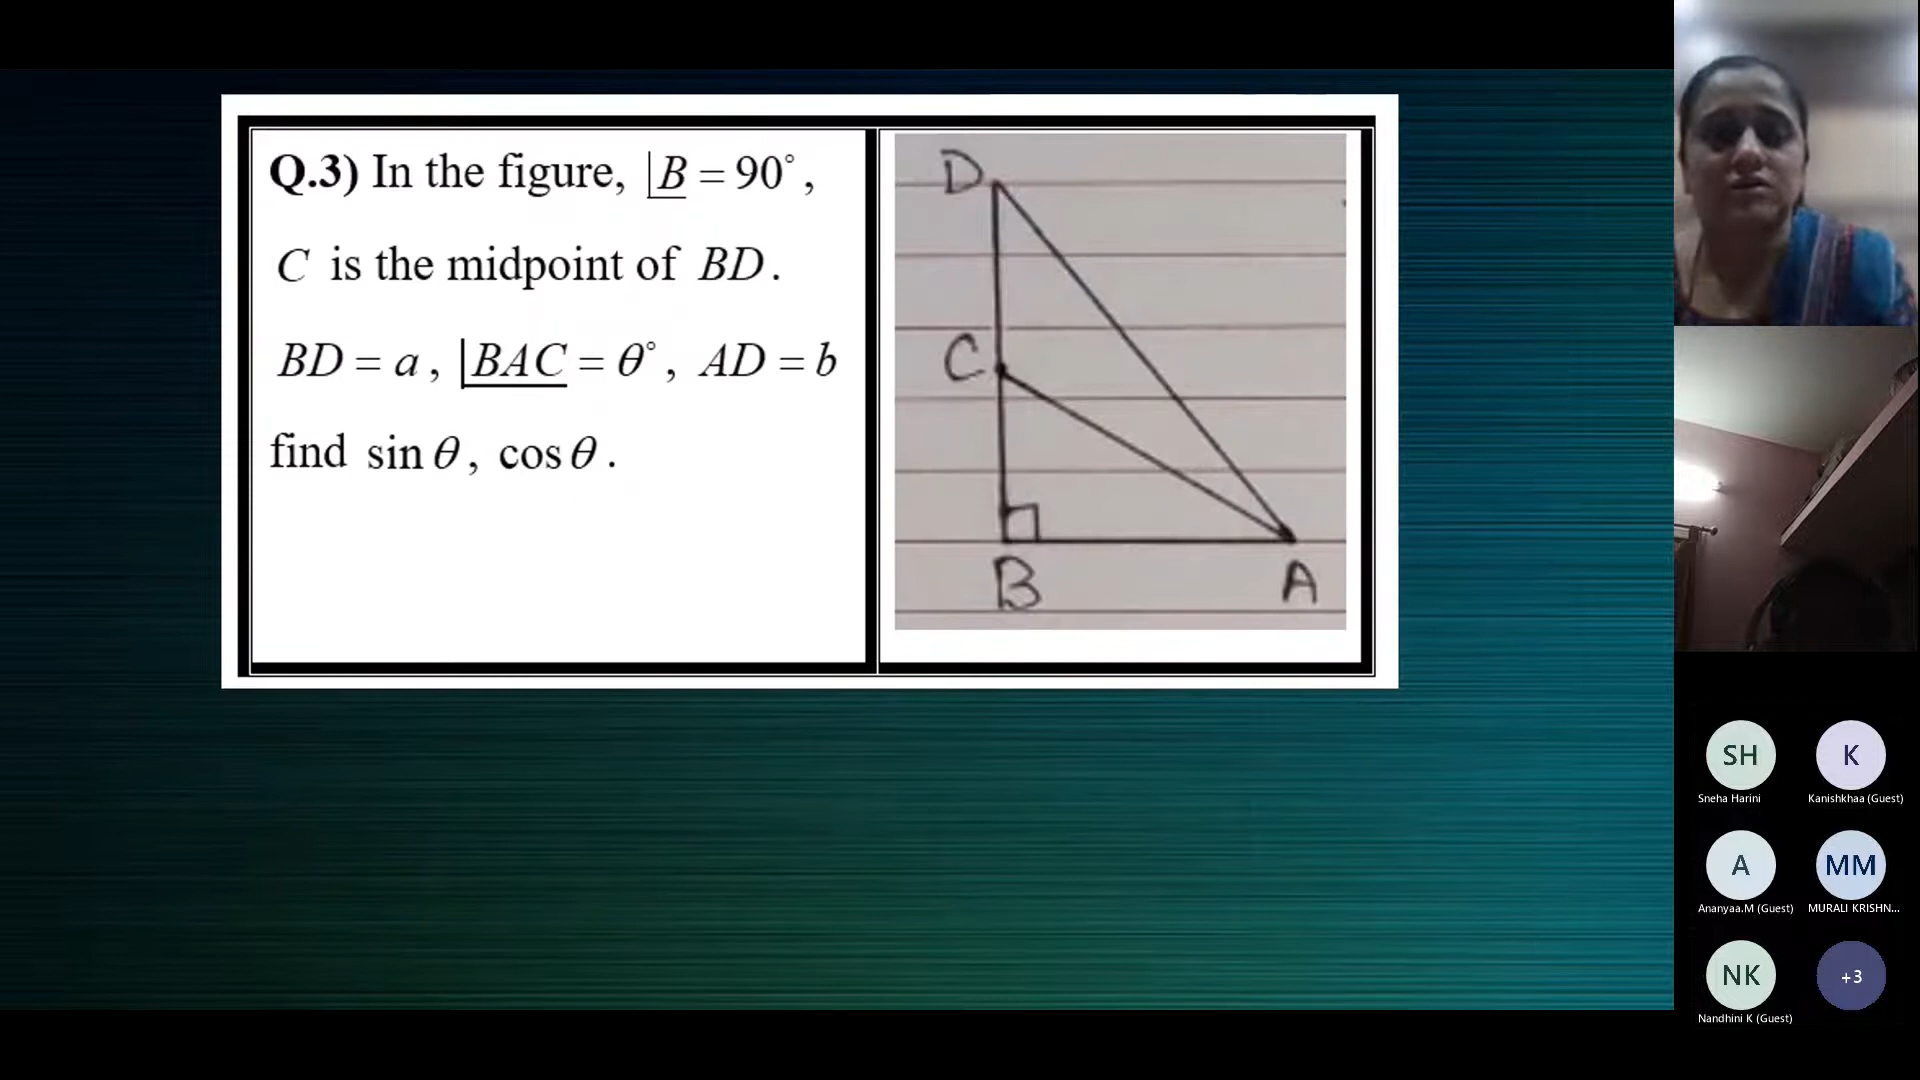 Q.3) In the figure, ∠B = 90°,
C is the midpoint of BD.
BD = a, ∠BAC = θ°, AD = b
find sin θ, cos θ.
D
C
B
A
SH
K
Sneha Harini
Kanishkhaa (Guest)
A
MM
Ananyaa.M (Guest)
MURALI KRISHN...
NK
+3
Nandhini K (Guest)